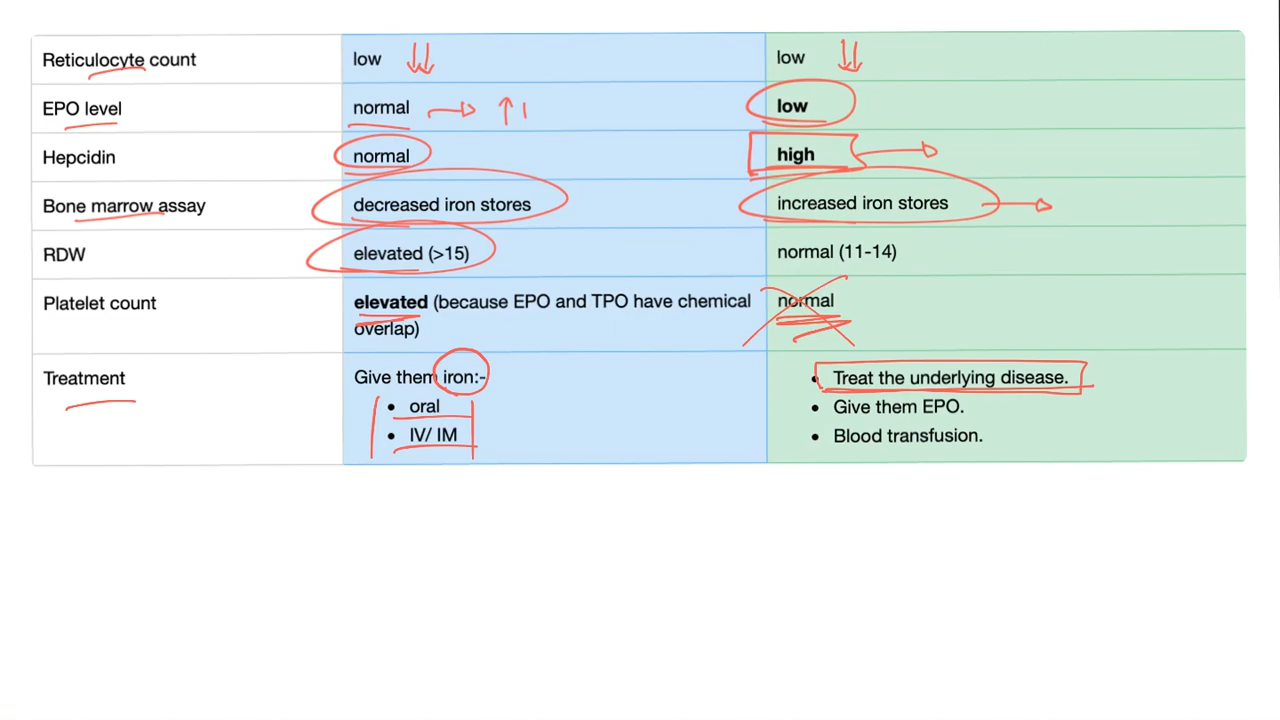 Reticulocyte count low low
EPO level normal low
Hepcidin normal high
Bone marrow assay decreased iron stores increased iron stores
RDW elevated (>15) normal (11-14)
Platelet count elevated (because EPO and TPO have chemical normal
overlap)
Treatment Give them iron:- • Treat the underlying disease.
• oral • Give them EPO.
• IV/ IM • Blood transfusion.